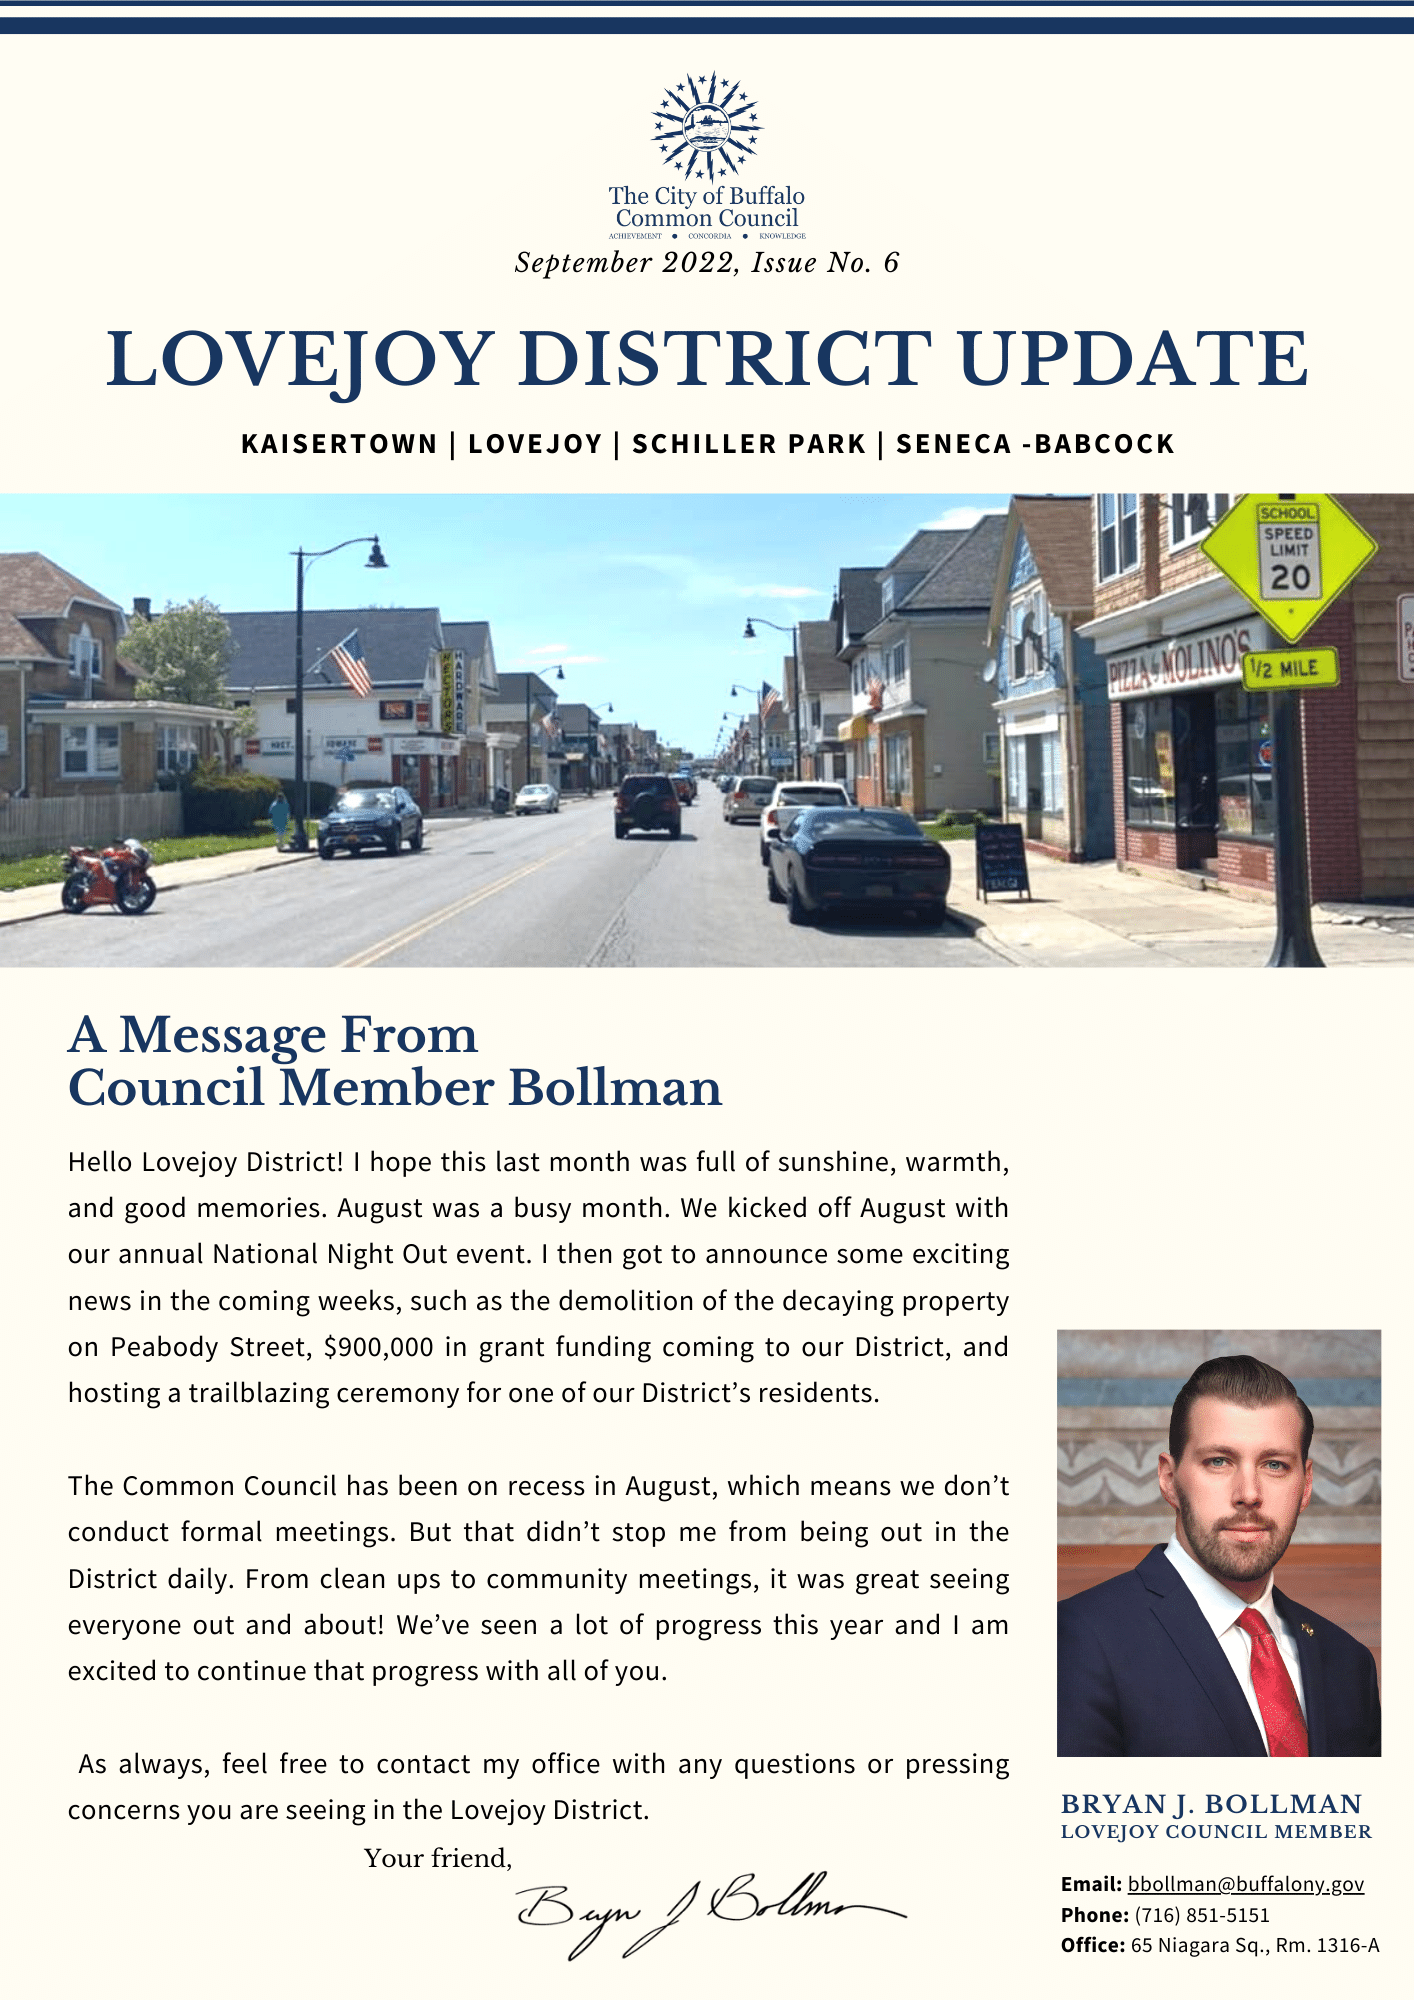 The City of Buffalo
Common Council
ACHIEVEMENT • CONCORDIA • KNOWLEDGE
September 2022, Issue No. 6
LOVEJOY DISTRICT UPDATE
KAISERTOWN | LOVEJOY | SCHILLER PARK | SENECA -BABCOCK
SCHOOL
SPEED
LIMIT
20
1/2 MILE
PIZZA by MOLINO'S
HECTORS
HARDWARE
A Message From
Council Member Bollman
Hello Lovejoy District! I hope this last month was full of sunshine, warmth,
and good memories. August was a busy month. We kicked off August with
our annual National Night Out event. I then got to announce some exciting
news in the coming weeks, such as the demolition of the decaying property
on Peabody Street, $900,000 in grant funding coming to our District, and
hosting a trailblazing ceremony for one of our District’s residents.
The Common Council has been on recess in August, which means we don’t
conduct formal meetings. But that didn’t stop me from being out in the
District daily. From clean ups to community meetings, it was great seeing
everyone out and about! We’ve seen a lot of progress this year and I am
excited to continue that progress with all of you.
As always, feel free to contact my office with any questions or pressing
concerns you are seeing in the Lovejoy District.
Your friend,
Bryn J Bollman
BRYAN J. BOLLMAN
LOVEJOY COUNCIL MEMBER
Email: bbollman@buffalony.gov
Phone: (716) 851-5151
Office: 65 Niagara Sq., Rm. 1316-A